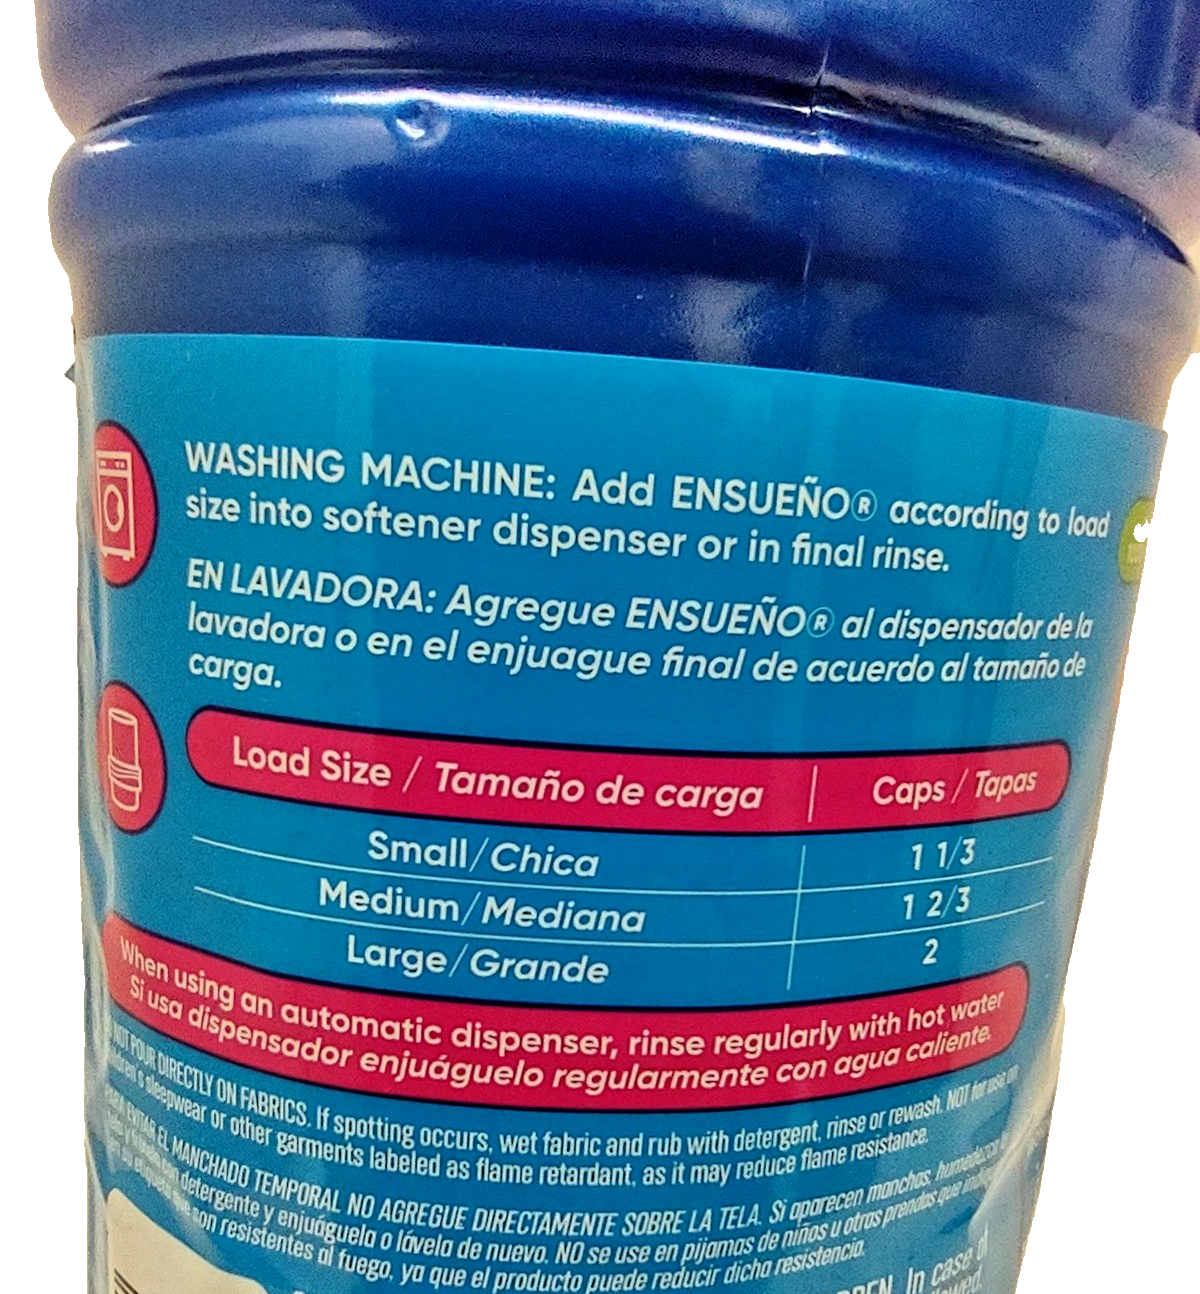 WASHING MACHINE: Add ENSUEÑO® according to load
size into softener dispenser or in final rinse.
EN LAVADORA: Agregue ENSUEÑO® al dispensador de la
lavadora o en el enjuague final de acuerdo al tamaño de
carga.
Load Size / Tamaño de carga | Caps / Tapas
Small/Chica 1 1/3
Medium/Mediana 1 2/3
Large/Grande 2
When using an automatic dispenser, rinse regularly with hot water
Si usa dispensador enjuáguelo regularmente con agua caliente.
NOT POUR DIRECTLY ON FABRICS. If spotting occurs, wet fabric and rub with detergent, rinse or rewash. NOT for use on
sleepwear or other garments labeled as flame retardant, as it may reduce flame resistance.
EVITAR EL MANCHADO TEMPORAL NO AGREGUE DIRECTAMENTE SOBRE LA TELA. Si aparecen manchas,
con detergente y enjuáguela o lávela de nuevo. NO se use en pijamas de niños u otras prendas que
son resistentes al fuego, ya que el producto puede reducir dicha resistencia.
In case of